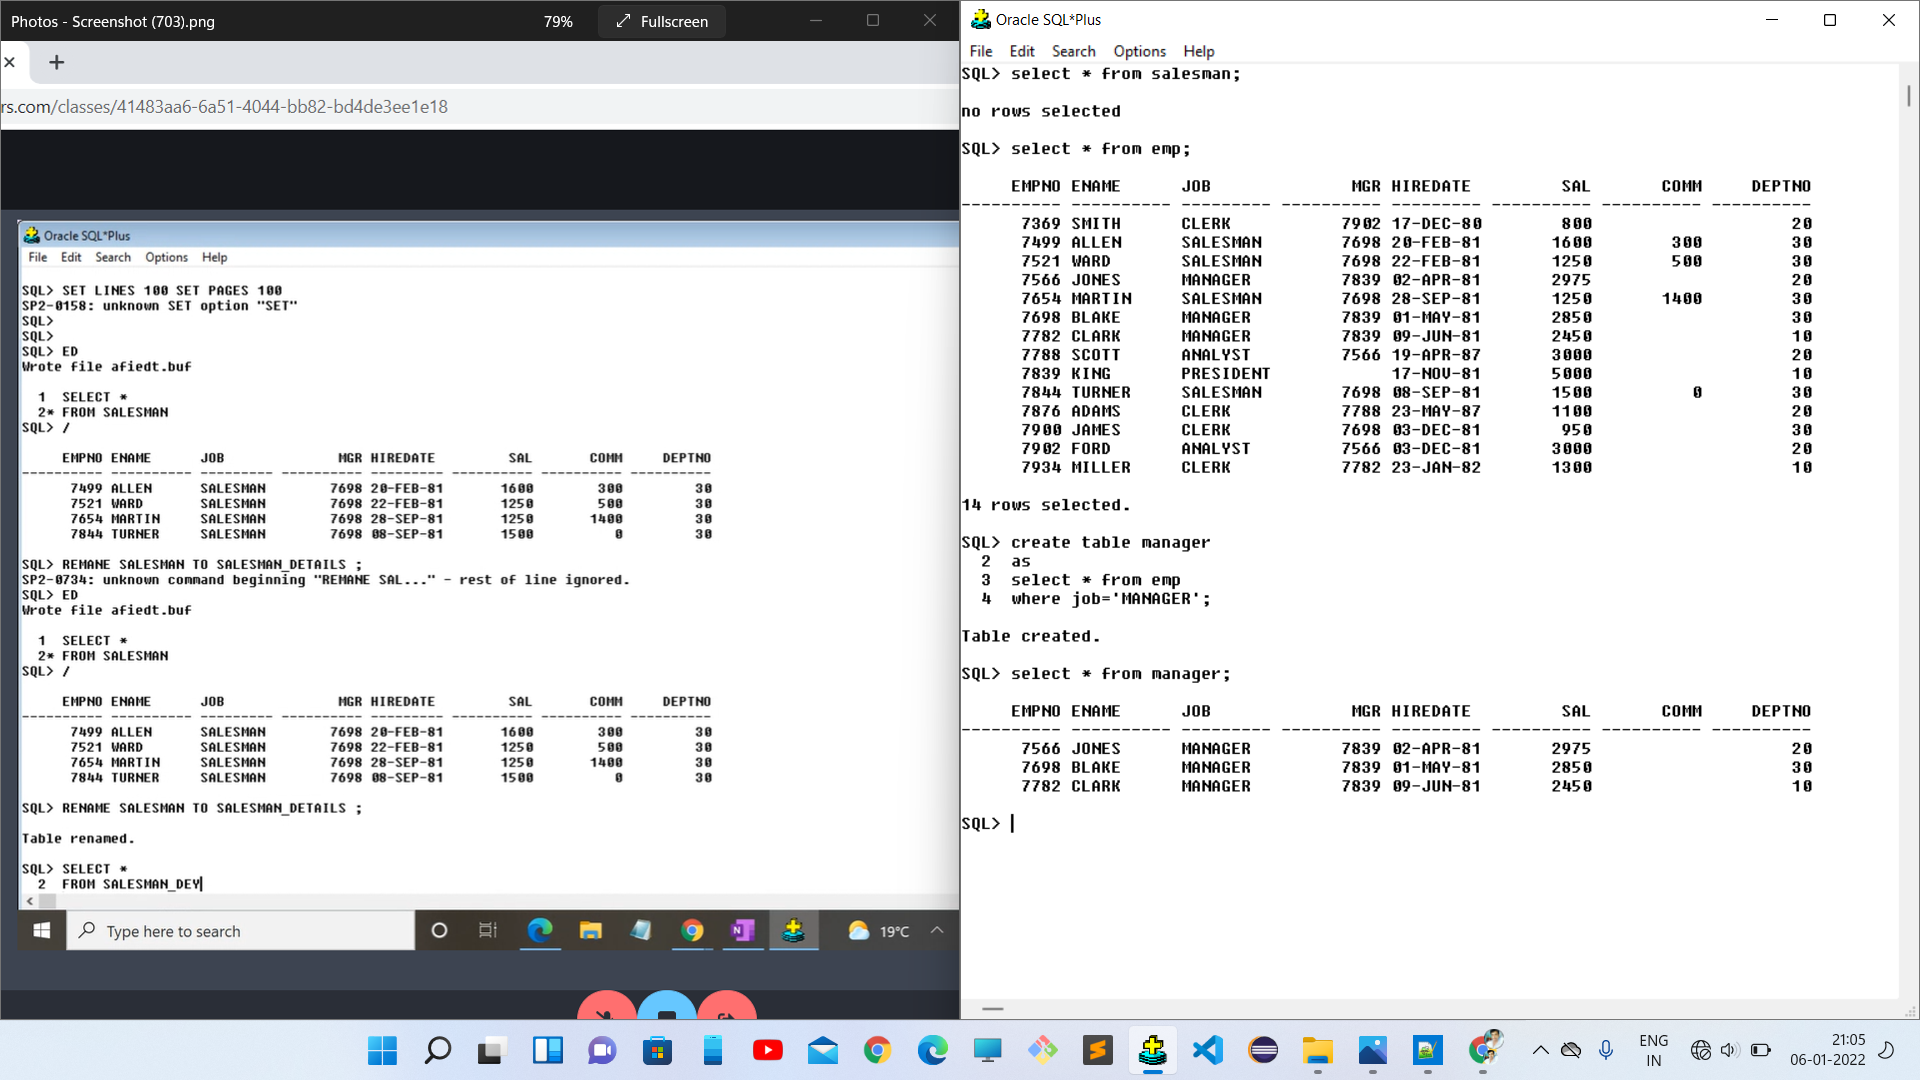 Photos - Screenshot (703).png
79%
Fullscreen
rs.com/classes/41483aa6-6a51-4044-bb82-bd4de3ee1e18
Oracle SQL*Plus
File Edit Search Options Help
SQL> SET LINES 100 SET PAGES 100
SP2-0158: unknown SET option "SET"
SQL>
SQL>
SQL> ED
Wrote file afiedt.buf
1 SELECT *
2* FROM SALESMAN
SQL> /
EMPNO ENAME JOB MGR HIREDATE SAL COMM DEPTNO
---------- ---------- --------- ---------- --------- ---------- ---------- ----------
7499 ALLEN SALESMAN 7698 20-FEB-81 1600 300 30
7521 WARD SALESMAN 7698 22-FEB-81 1250 500 30
7654 MARTIN SALESMAN 7698 28-SEP-81 1250 1400 30
7844 TURNER SALESMAN 7698 08-SEP-81 1500 0 30
SQL> REMANE SALESMAN TO SALESMAN_DETAILS ;
SP2-0734: unknown command beginning "REMANE SAL..." - rest of line ignored.
SQL> ED
Wrote file afiedt.buf
1 SELECT *
2* FROM SALESMAN
SQL> /
EMPNO ENAME JOB MGR HIREDATE SAL COMM DEPTNO
---------- ---------- --------- ---------- --------- ---------- ---------- ----------
7499 ALLEN SALESMAN 7698 20-FEB-81 1600 300 30
7521 WARD SALESMAN 7698 22-FEB-81 1250 500 30
7654 MARTIN SALESMAN 7698 28-SEP-81 1250 1400 30
7844 TURNER SALESMAN 7698 08-SEP-81 1500 0 30
SQL> RENAME SALESMAN TO SALESMAN_DETAILS ;
Table renamed.
SQL> SELECT *
2 FROM SALESMAN_DEY
Type here to search
19°C
Oracle SQL*Plus
File Edit Search Options Help
SQL> select * from salesman;
no rows selected
SQL> select * from emp;
EMPNO ENAME JOB MGR HIREDATE SAL COMM DEPTNO
---------- ---------- --------- ---------- --------- ---------- ---------- ----------
7369 SMITH CLERK 7902 17-DEC-80 800 20
7499 ALLEN SALESMAN 7698 20-FEB-81 1600 300 30
7521 WARD SALESMAN 7698 22-FEB-81 1250 500 30
7566 JONES MANAGER 7839 02-APR-81 2975 20
7654 MARTIN SALESMAN 7698 28-SEP-81 1250 1400 30
7698 BLAKE MANAGER 7839 01-MAY-81 2850 30
7782 CLARK MANAGER 7839 09-JUN-81 2450 10
7788 SCOTT ANALYST 7566 19-APR-87 3000 20
7839 KING PRESIDENT 17-NOV-81 5000 10
7844 TURNER SALESMAN 7698 08-SEP-81 1500 0 30
7876 ADAMS CLERK 7788 23-MAY-87 1100 20
7900 JAMES CLERK 7698 03-DEC-81 950 30
7902 FORD ANALYST 7566 03-DEC-81 3000 20
7934 MILLER CLERK 7782 23-JAN-82 1300 10
14 rows selected.
SQL> create table manager
2 as
3 select * from emp
4 where job='MANAGER';
Table created.
SQL> select * from manager;
EMPNO ENAME JOB MGR HIREDATE SAL COMM DEPTNO
---------- ---------- --------- ---------- --------- ---------- ---------- ----------
7566 JONES MANAGER 7839 02-APR-81 2975 20
7698 BLAKE MANAGER 7839 01-MAY-81 2850 30
7782 CLARK MANAGER 7839 09-JUN-81 2450 10
SQL>
ENG
IN
21:05
06-01-2022